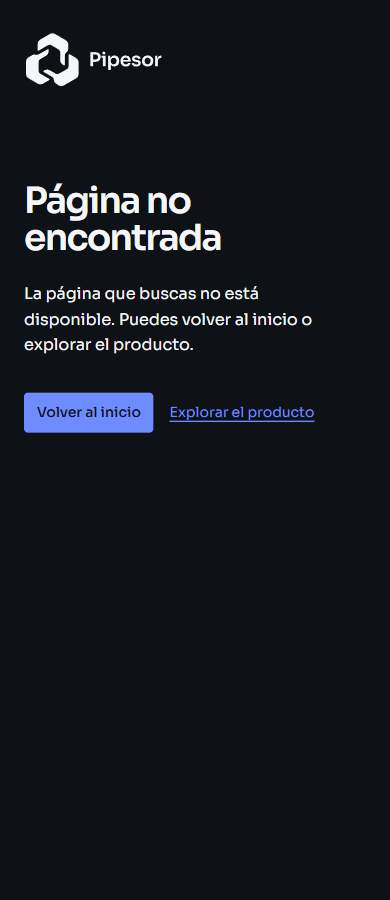 Pipesor
Página no
encontrada
La página que buscas no está
disponible. Puedes volver al inicio o
explorar el producto.
Volver al inicio
Explorar el producto